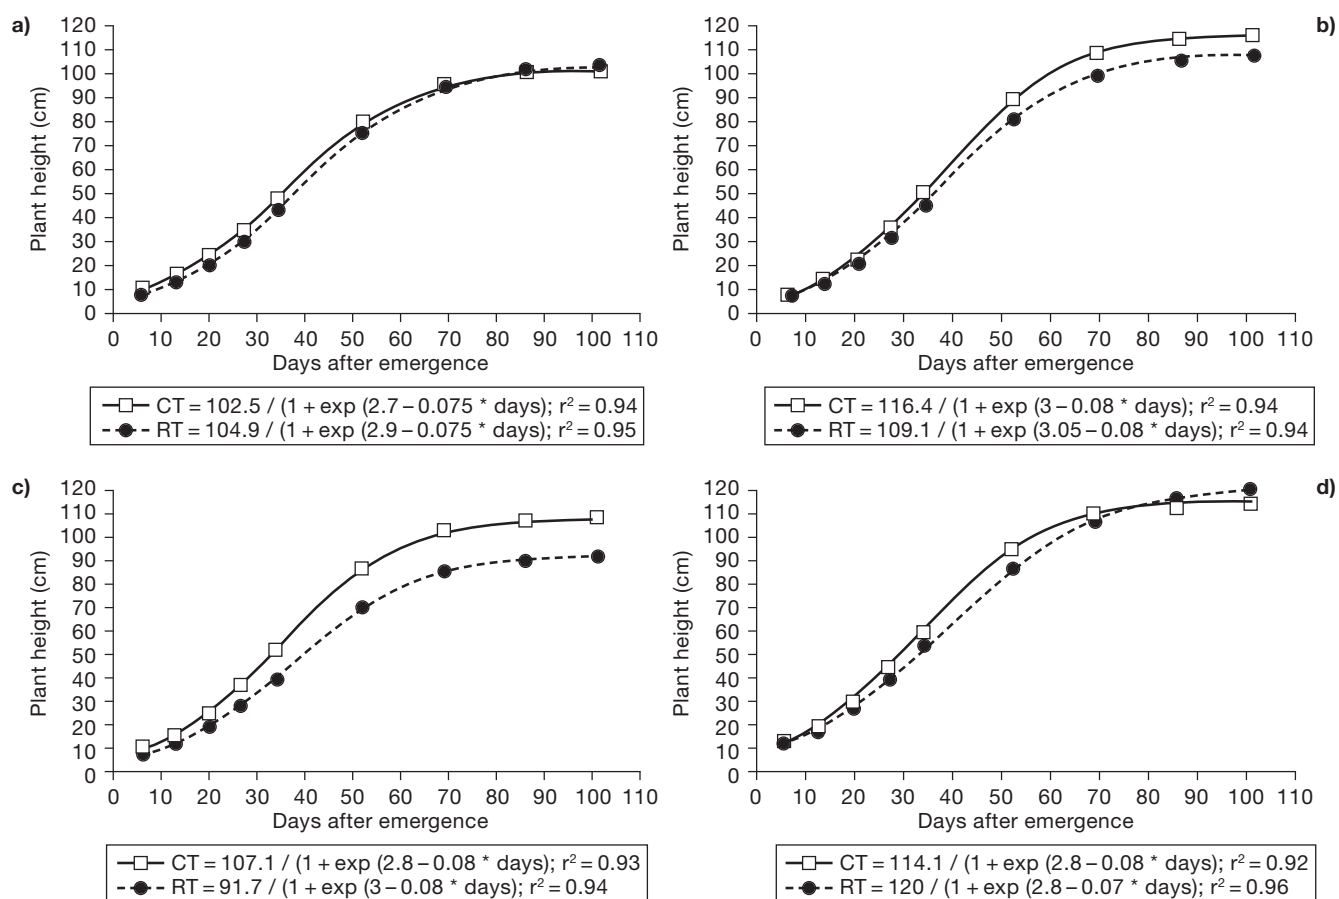 a)
120
110
100
90
80
70
60
50
40
30
20
10
0
Plant height (cm)
0 10 20 30 40 50 60 70 80 90 100 110
Days after emergence
CT = 102.5 / (1 + exp (2.7 – 0.075 * days); r² = 0.94
RT = 104.9 / (1 + exp (2.9 – 0.075 * days); r² = 0.95
b)
120
110
100
90
80
70
60
50
40
30
20
10
0
Plant height (cm)
0 10 20 30 40 50 60 70 80 90 100 110
Days after emergence
CT = 116.4 / (1 + exp (3 – 0.08 * days); r² = 0.94
RT = 109.1 / (1 + exp (3.05 – 0.08 * days); r² = 0.94
c)
120
110
100
90
80
70
60
50
40
30
20
10
0
Plant height (cm)
0 10 20 30 40 50 60 70 80 90 100 110
Days after emergence
CT = 107.1 / (1 + exp (2.8 – 0.08 * days); r² = 0.93
RT = 91.7 / (1 + exp (3 – 0.08 * days); r² = 0.94
d)
120
110
100
90
80
70
60
50
40
30
20
10
0
Plant height (cm)
0 10 20 30 40 50 60 70 80 90 100 110
Days after emergence
CT = 114.1 / (1 + exp (2.8 – 0.08 * days); r² = 0.92
RT = 120 / (1 + exp (2.8 – 0.07 * days); r² = 0.96